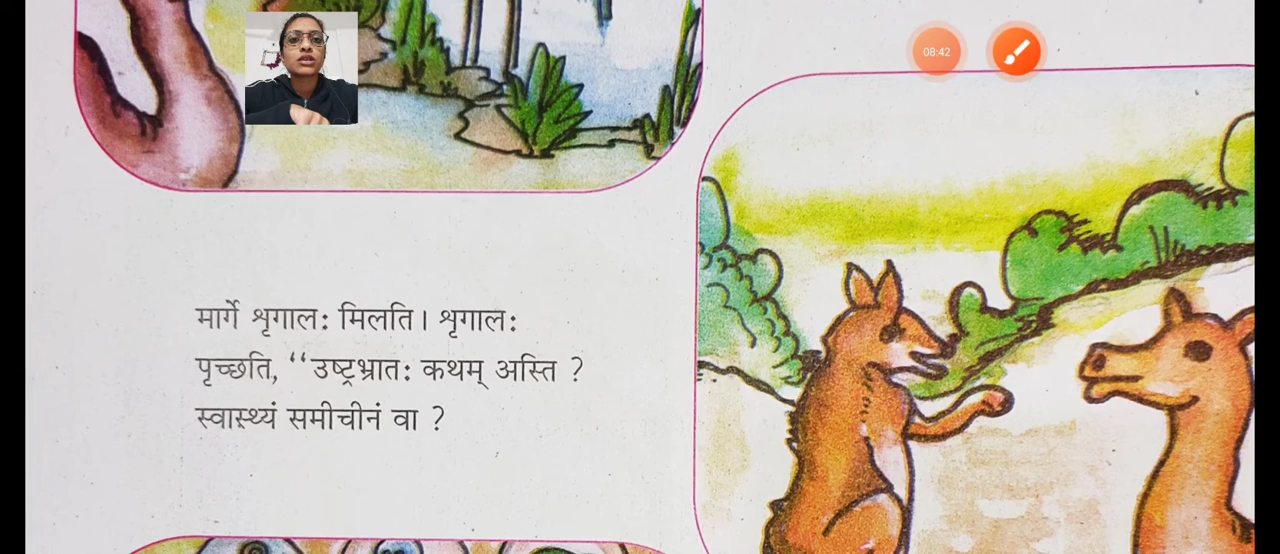 08:42
मार्गे शृगालः मिलति। शृगालः
पृच्छति, “उष्ट्रभ्रातः कथम् अस्ति ?
स्वास्थ्यं समीचीनं वा ?